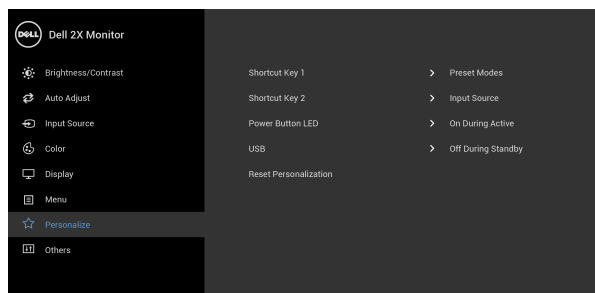 DELL Dell 2X Monitor
Brightness/Contrast Shortcut Key 1 > Preset Modes
Auto Adjust Shortcut Key 2 > Input Source
Input Source Power Button LED > On During Active
Color USB > Off During Standby
Display Reset Personalization
Menu
Personalize
Others